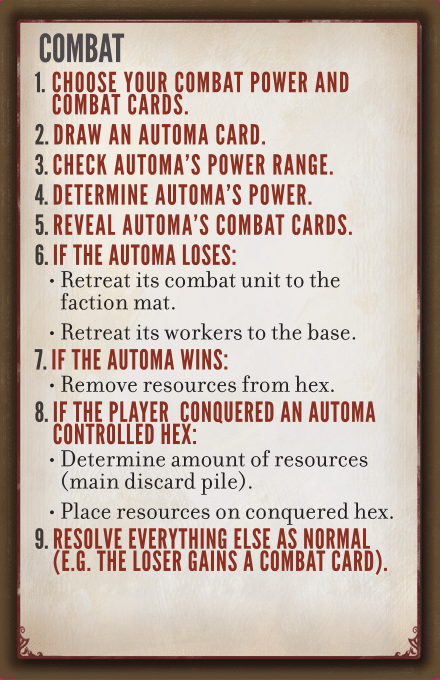 COMBAT
1. CHOOSE YOUR COMBAT POWER AND
COMBAT CARDS.
2. DRAW AN AUTOMA CARD.
3. CHECK AUTOMA'S POWER RANGE.
4. DETERMINE AUTOMA'S POWER.
5. REVEAL AUTOMA'S COMBAT CARDS.
6. IF THE AUTOMA LOSES:
• Retreat its combat unit to the
faction mat.
• Retreat its workers to the base.
7. IF THE AUTOMA WINS:
• Remove resources from hex.
8. IF THE PLAYER CONQUERED AN AUTOMA
CONTROLLED HEX:
• Determine amount of resources
(main discard pile).
• Place resources on conquered hex.
9. RESOLVE EVERYTHING ELSE AS NORMAL
(E.G. THE LOSER GAINS A COMBAT CARD).